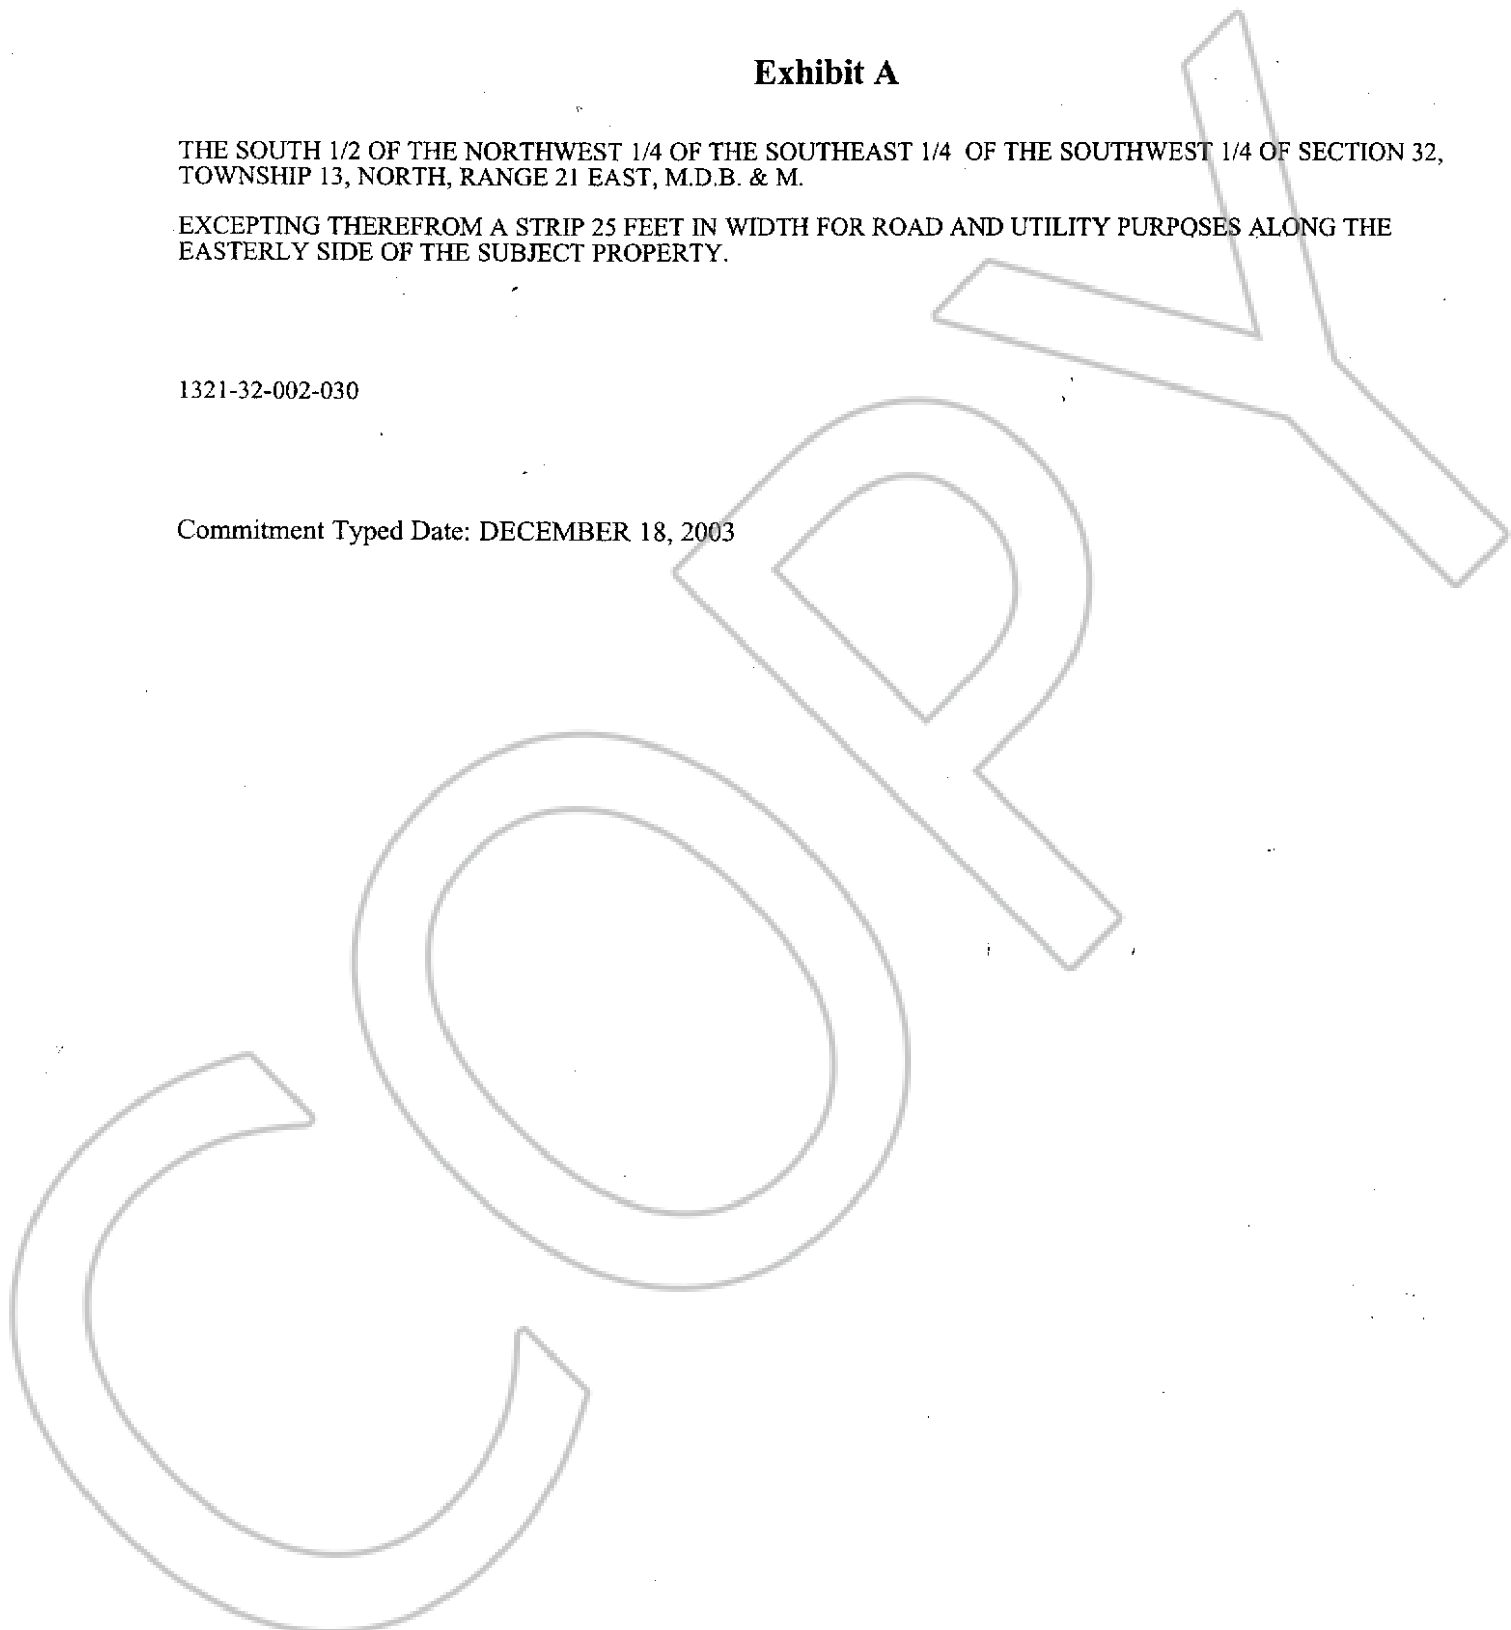 Exhibit A
THE SOUTH 1/2 OF THE NORTHWEST 1/4 OF THE SOUTHEAST 1/4 OF THE SOUTHWEST 1/4 OF SECTION 32,
TOWNSHIP 13, NORTH, RANGE 21 EAST, M.D.B. & M.
EXCEPTING THEREFROM A STRIP 25 FEET IN WIDTH FOR ROAD AND UTILITY PURPOSES ALONG THE
EASTERLY SIDE OF THE SUBJECT PROPERTY.
1321-32-002-030
Commitment Typed Date: DECEMBER 18, 2003
COPY